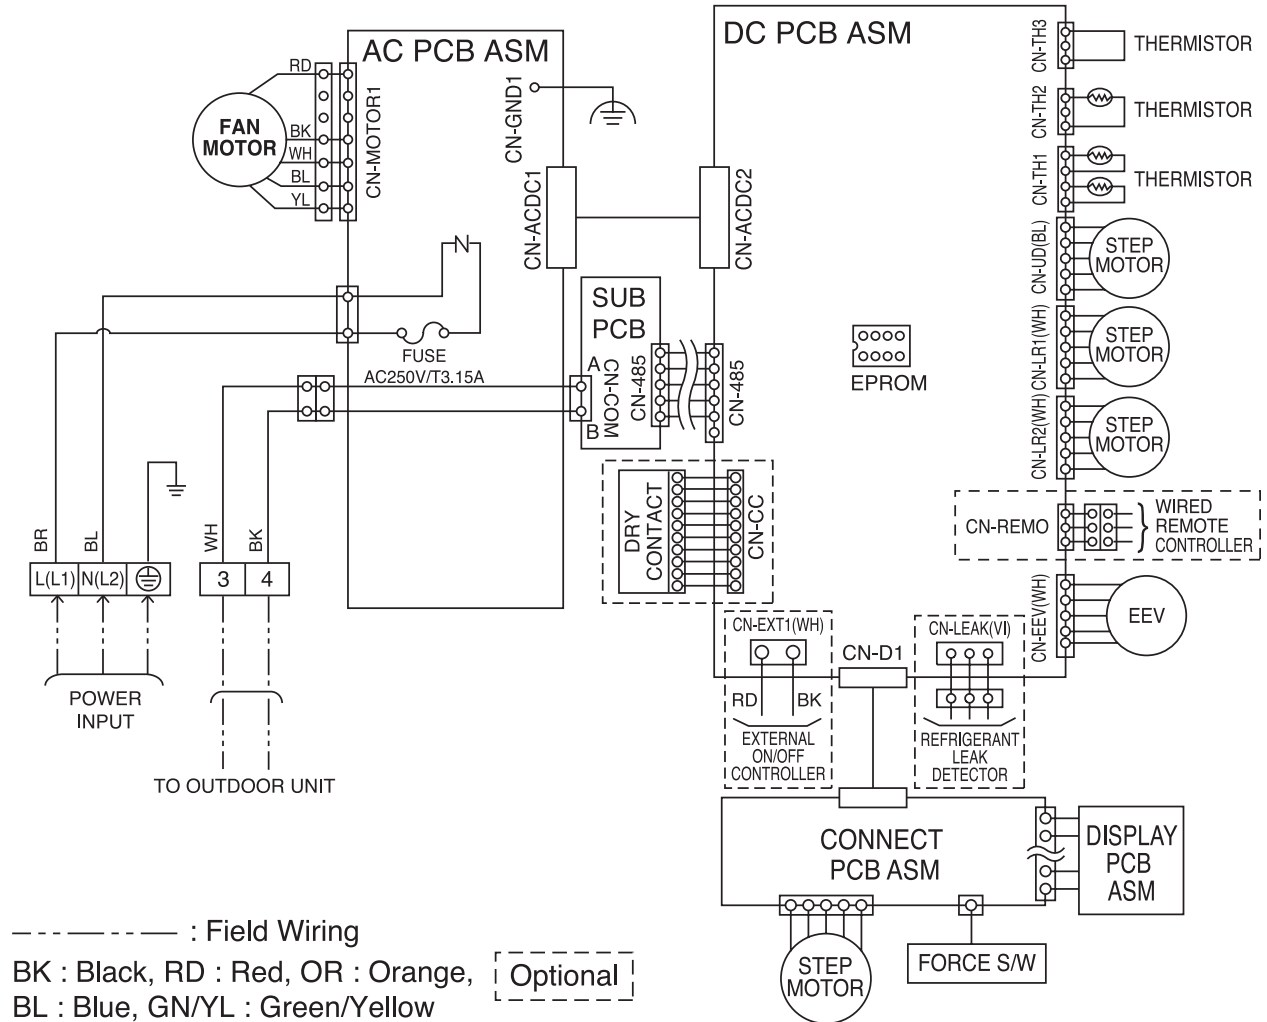 AC PCB ASM
DC PCB ASM
RD
BK
WH
BL
YL
FAN
MOTOR
CN-MOTOR1
CN-GND1
CN-ACDC1
CN-ACDC2
CN-TH3
THERMISTOR
CN-TH2
THERMISTOR
CN-TH1
THERMISTOR
CN-UD(BL)
STEP
MOTOR
CN-LR1(WH)
STEP
MOTOR
CN-LR2(WH)
STEP
MOTOR
N
FUSE
AC250V/T3.15A
SUB
PCB
A
B
CN-COM
CN-485
CN-485
EPROM
DRY
CONTACT
CN-CC
CN-REMO
WIRED
REMOTE
CONTROLLER
CN-EEV(WH)
EEV
BR
BL
WH
BK
L(L1)
N(L2)
3
4
POWER
INPUT
TO OUTDOOR UNIT
CN-EXT1(WH)
RD
BK
EXTERNAL
ON/OFF
CONTROLLER
CN-D1
CN-LEAK(VI)
REFRIGERANT
LEAK
DETECTOR
CONNECT
PCB ASM
DISPLAY
PCB
ASM
STEP
MOTOR
FORCE S/W
: Field Wiring
BK : Black, RD : Red, OR : Orange,
BL : Blue, GN/YL : Green/Yellow
Optional